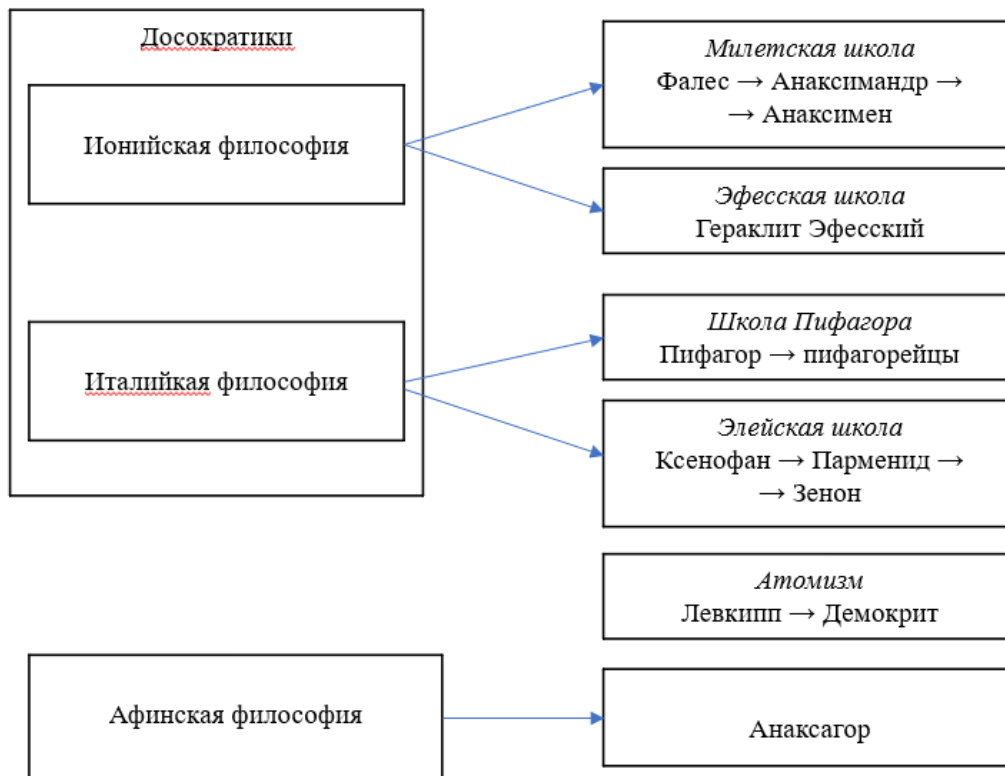 Досократики
Ионийская философия
Италийкая философия
Милетская школа
Фалес → Анаксимандр →
→ Анаксимен
Эфесская школа
Гераклит Эфесский
Школа Пифагора
Пифагор → пифагорейцы
Элейская школа
Ксенофан → Парменид →
→ Зенон
Атомизм
Левкипп → Демокрит
Афинская философия
Анаксагор